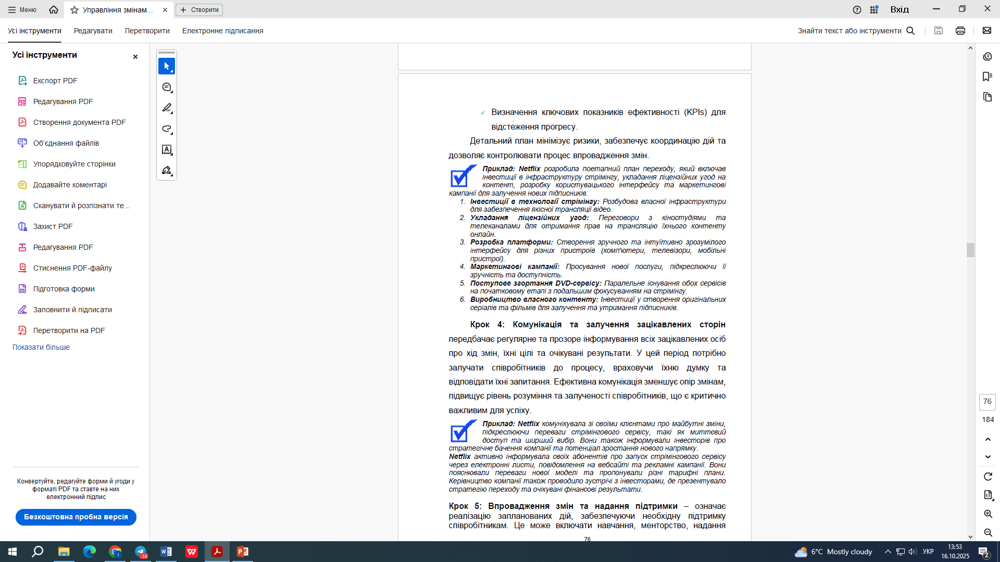 Меню
Управління змінам...
Створити
Вхід
Усі інструменти
Редагувати
Перетворити
Електронне підписання
Знайти текст або інструменти
Усі інструменти
Експорт PDF
Редагування PDF
Створення документа PDF
Об'єднання файлів
Упорядковуйте сторінки
Додавайте коментарі
Сканувати й розпізнати те...
Захист PDF
Редагування PDF
Стиснення PDF-файлу
Підготовка форми
Заповнити й підписати
Перетворити на PDF
Показати більше
Конвертуйте, редагуйте форми й угоди у
форматі PDF та ставте на них
електронний підпис
Безкоштовна пробна версія
✓ Визначення ключових показників ефективності (KPIs) для
відстеження прогресу.
Детальний план мінімізує ризики, забезпечує координацію дій та
дозволяє контролювати процес впровадження змін.
Приклад: Netflix розробила поетапний план переходу, який включав
інвестиції в інфраструктуру стрімінгу, укладання ліцензійних угод на
контент, розробку користувацького інтерфейсу та маркетингові
кампанії для залучення нових підписників.
1. Інвестиції в технології стрімінгу: Розбудова власної інфраструктури
для забезпечення якісної трансляції відео.
2. Укладання ліцензійних угод: Переговори з кіностудіями та
телеканалами для отримання прав на трансляцію їхнього контенту
онлайн.
3. Розробка платформи: Створення зручного та інтуїтивно зрозумілого
інтерфейсу для різних пристроїв (комп'ютери, телевізори, мобільні
пристрої).
4. Маркетингові кампанії: Просування нової послуги, підкреслюючи її
зручність та доступність.
5. Поступове згортання DVD-сервісу: Паралельне існування обох сервісів
на початковому етапі з подальшим фокусуванням на стрімінгу.
6. Виробництво власного контенту: Інвестиції у створення оригінальних
серіалів та фільмів для залучення та утримання підписників.
Крок 4: Комунікація та залучення зацікавлених сторін
передбачає регулярне та прозоре інформування всіх зацікавлених осіб
про хід змін, їхні цілі та очікувані результати. У цей період потрібно
залучати співробітників до процесу, враховучи їхню думку та
відповідати їхні запитання. Ефективна комунікація зменшує опір змінам,
підвищує рівень розуміння та залученості співробітників, що є критично
важливим для успіху.
Приклад: Netflix комунікувала зі своїми клієнтами про майбутні зміни,
підкреслюючи переваги стрімінгового сервісу, такі як миттєвий
доступ та ширший вибір. Вони також інформували інвесторів про
стратегічне бачення компанії та потенціал зростання нового напрямку.
Netflix активно інформувала своїх абонентів про запуск стрімінгового сервісу
через електронні листи, повідомлення на вебсайті та рекламні кампанії. Вони
пояснювали переваги нової моделі та пропонували різні тарифні плани.
Керівництво компанії також проводило зустрічі з інвесторами, де презентувало
стратегію переходу та очікувані фінансові результати.
Крок 5: Впровадження змін та надання підтримки – означає
реалізацію запланованих дій, забезпечуючи необхідну підтримку
співробітникам. Це може включати навчання, менторство, надання
76
76
184
1:1
..54
6°C Mostly cloudy
УКР
13:53
16.10.2025
2